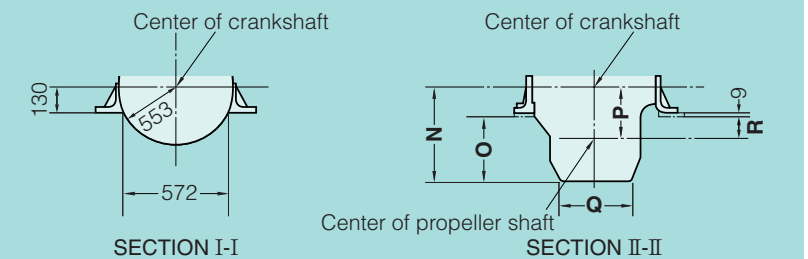 Center of crankshaft
130
553
572
SECTION I-I
Center of crankshaft
N
O
P
9
R
Q
Center of propeller shaft
SECTION II-II